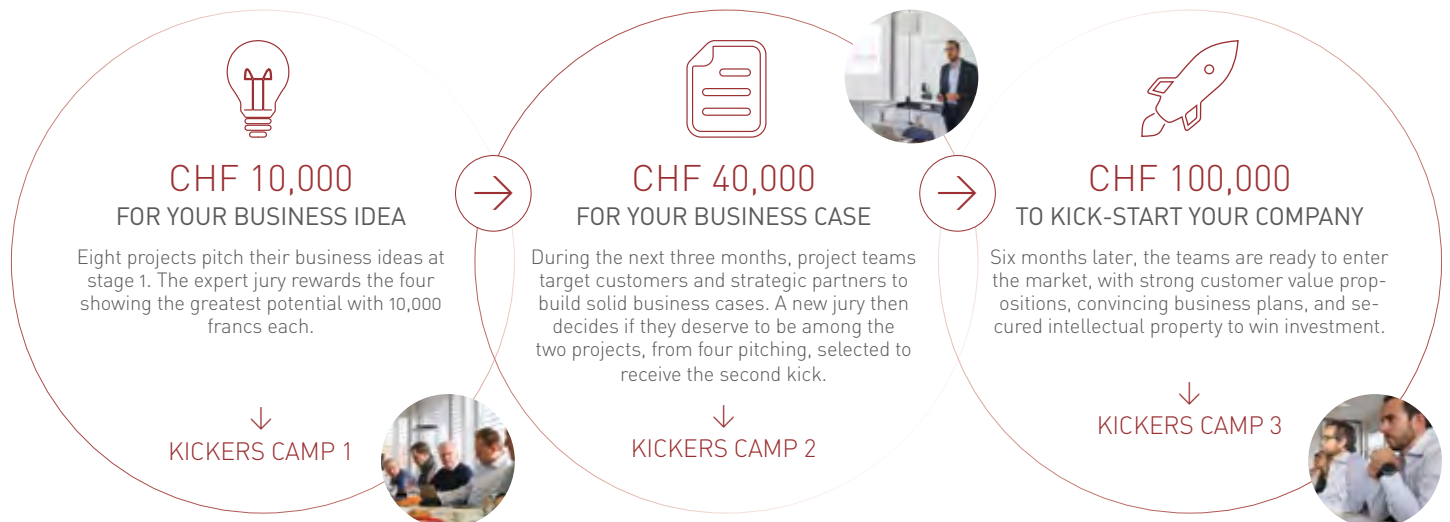 CHF 10,000
FOR YOUR BUSINESS IDEA
Eight projects pitch their business ideas at
stage 1. The expert jury rewards the four
showing the greatest potential with 10,000
francs each.
KICKERS CAMP 1
CHF 40,000
FOR YOUR BUSINESS CASE
During the next three months, project teams
target customers and strategic partners to
build solid business cases. A new jury then
decides if they deserve to be among the
two projects, from four pitching, selected to
receive the second kick.
KICKERS CAMP 2
CHF 100,000
TO KICK-START YOUR COMPANY
Six months later, the teams are ready to enter
the market, with strong customer value prop-
ositions, convincing business plans, and se-
cured intellectual property to win investment.
KICKERS CAMP 3